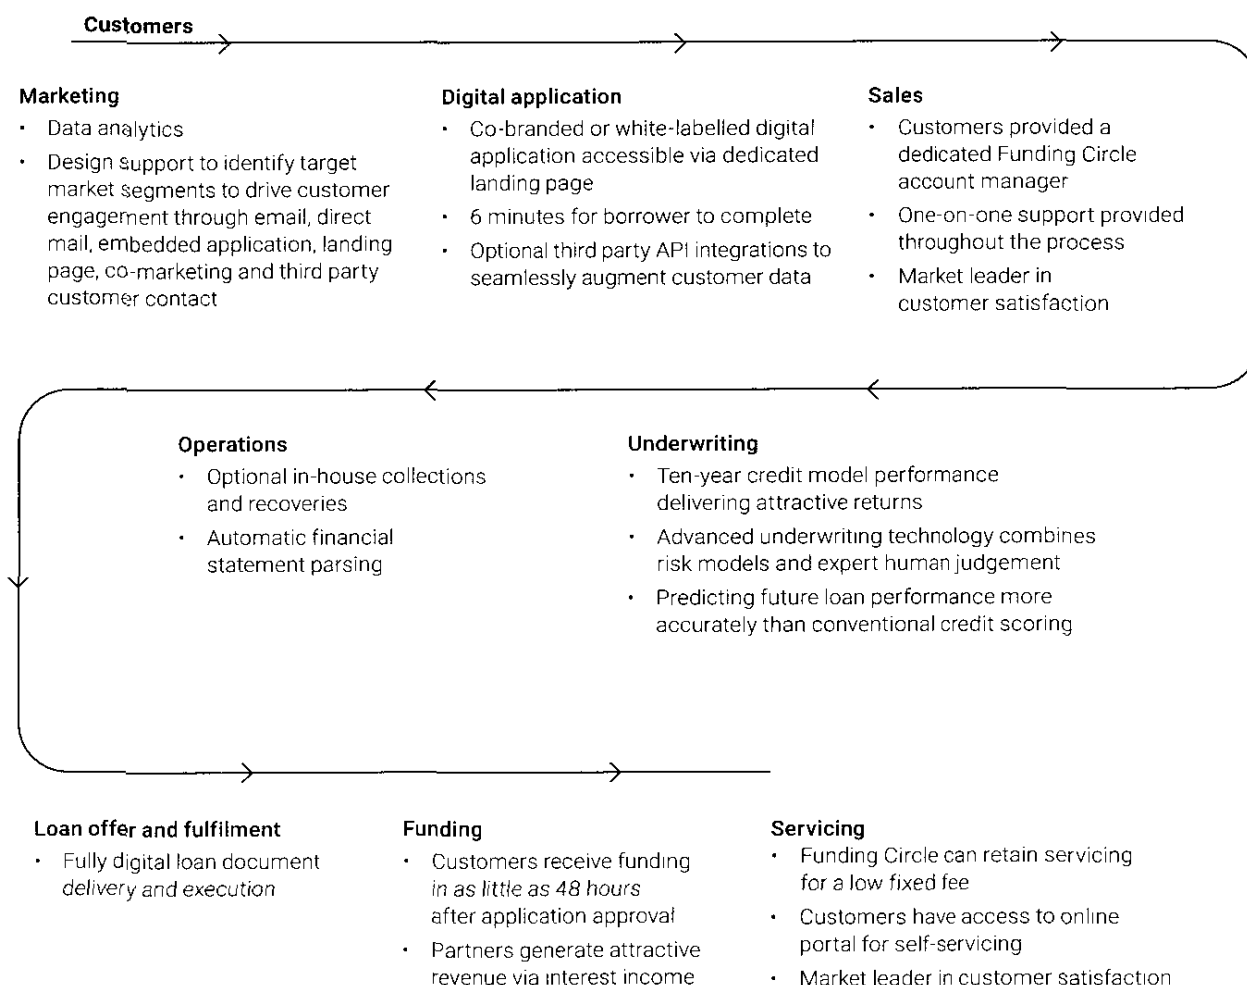 Customers
Marketing
• Data analytics
• Design support to identify target
market segments to drive customer
engagement through email, direct
mail, embedded application, landing
page, co-marketing and third party
customer contact
Digital application
• Co-branded or white-labelled digital
application accessible via dedicated
landing page
• 6 minutes for borrower to complete
• Optional third party API integrations to
seamlessly augment customer data
Sales
• Customers provided a
dedicated Funding Circle
account manager
• One-on-one support provided
throughout the process
• Market leader in
customer satisfaction
Underwriting
• Ten-year credit model performance
delivering attractive returns
• Advanced underwriting technology combines
risk models and expert human judgement
• Predicting future loan performance more
accurately than conventional credit scoring
Operations
• Optional in-house collections
and recoveries
• Automatic financial
statement parsing
Loan offer and fulfilment
• Fully digital loan document
delivery and execution
Funding
• Customers receive funding
in as little as 48 hours
after application approval
• Partners generate attractive
revenue via interest income
Servicing
• Funding Circle can retain servicing
for a low fixed fee
• Customers have access to online
portal for self-servicing
• Market leader in customer satisfaction